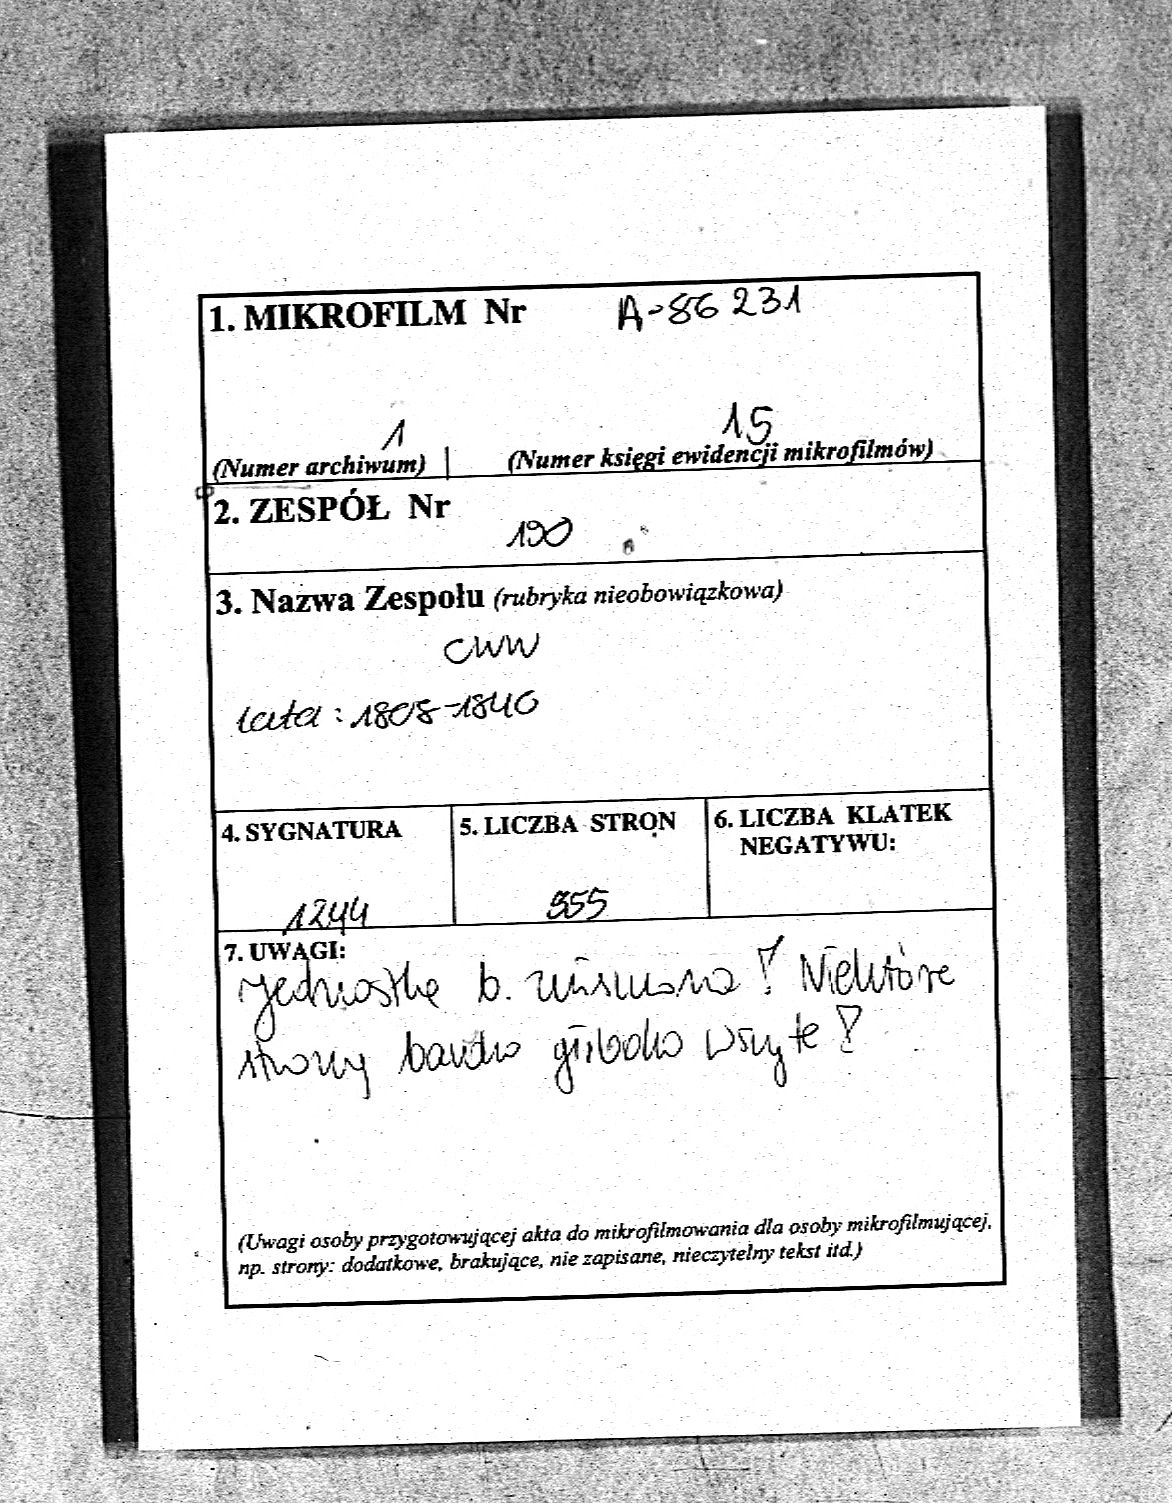 1. MIKROFILM Nr A-86 231
1 15
(Numer archiwum) (Numer księgi ewidencji mikrofilmów)
2. ZESPÓŁ Nr
190
3. Nazwa Zespołu (rubryka nieobowiązkowa)
CWW
lata : 1808-1840
4. SYGNATURA 5. LICZBA STRON 6. LICZBA KLATEK
NEGATYWU:
1244 355
7. UWAGI:
jednostka b. zniszczona ! Niektóre
strony bardzo głęboko wszyte !
(Uwagi osoby przygotowującej akta do mikrofilmowania dla osoby mikrofilmującej,
np. strony: dodatkowe, brakujące, nie zapisane, nieczytelny tekst itd.)